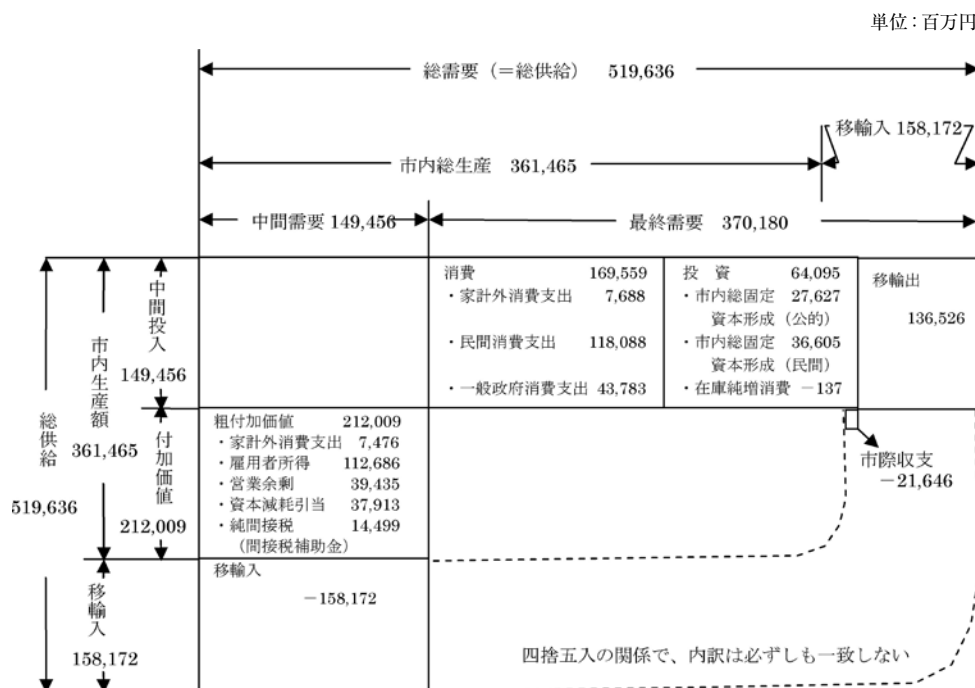 単位：百万円
総需要（＝総供給） 519,636
移輸入 158,172
市内総生産 361,465
中間需要 149,456
最終需要 370,180
総供給
519,636
市内生産額
361,465
中間投入
149,456
消費 169,559
・家計外消費支出 7,688
・民間消費支出 118,088
・一般政府消費支出 43,783
投 資 64,095
・市内総固定 27,627
資本形成（公的）
・市内総固定 36,605
資本形成（民間）
・在庫純増消費 －137
移輸出
136,526
付加価値
212,009
粗付加価値 212,009
・家計外消費支出 7,476
・雇用者所得 112,686
・営業余剰 39,435
・資本減耗引当 37,913
・純間接税 14,499
（間接税補助金）
市際収支
－21,646
移輸入
158,172
移輸入
－158,172
四捨五入の関係で、内訳は必ずしも一致しない